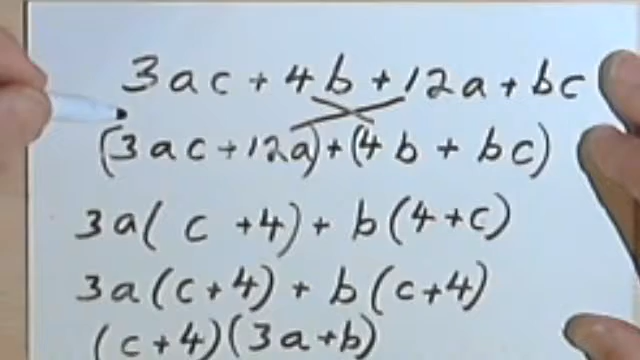 3ac + 4b + 12a + bc
(3ac + 12a) + (4b + bc)
3a( c + 4) + b(4 + c)
3a(c + 4) + b(c + 4)
(c + 4)(3a + b)